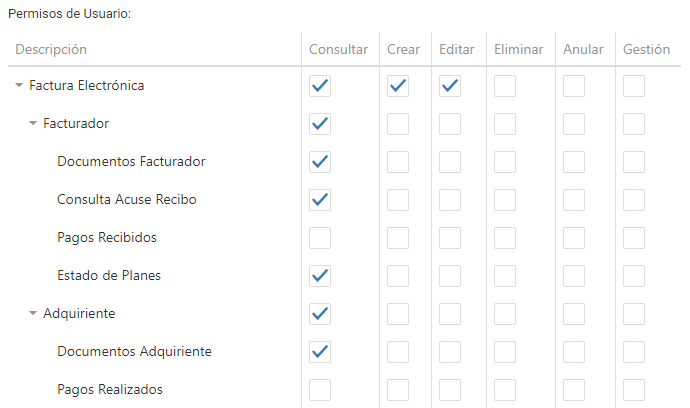 Permisos de Usuario:
Descripción Consultar Crear Editar Eliminar Anular Gestión
Factura Electrónica
Facturador
Documentos Facturador
Consulta Acuse Recibo
Pagos Recibidos
Estado de Planes
Adquiriente
Documentos Adquiriente
Pagos Realizados